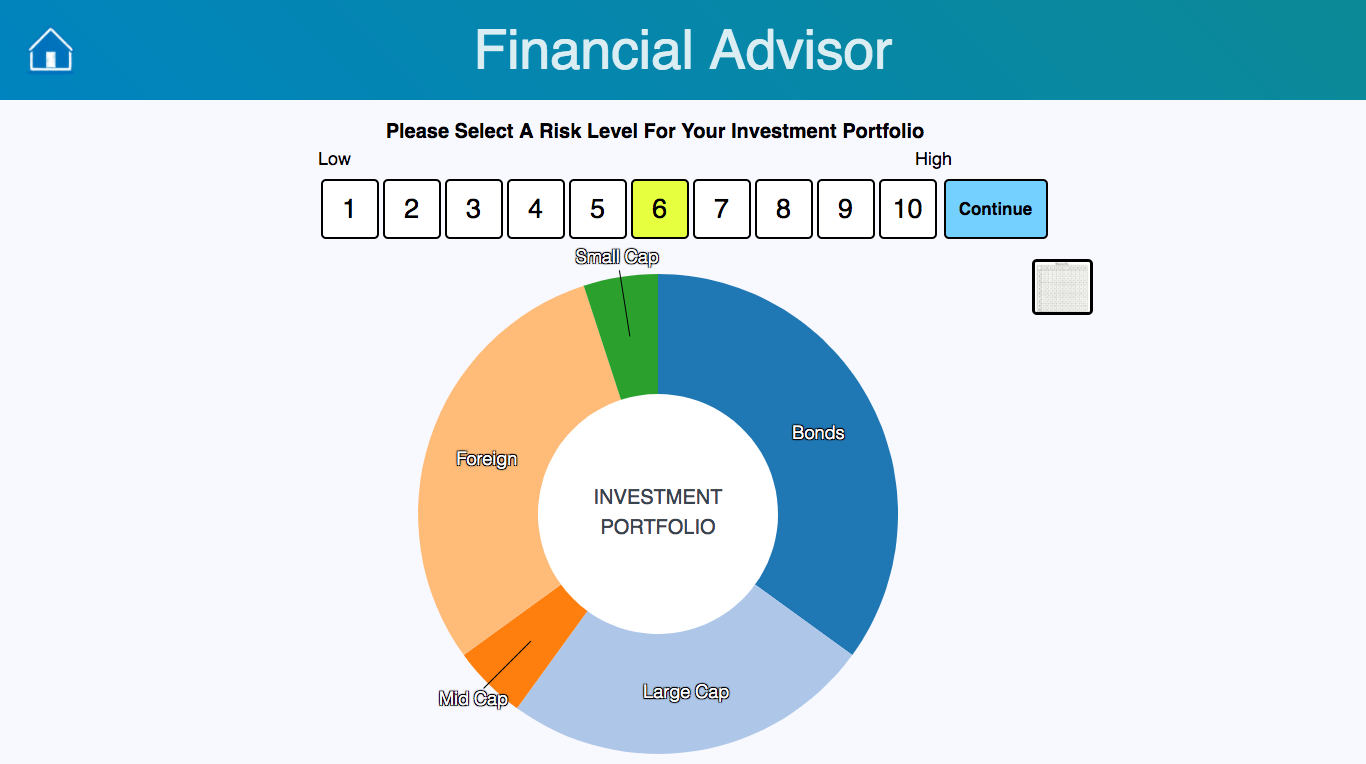 Financial Advisor
Please Select A Risk Level For Your Investment Portfolio
Low High
1 2 3 4 5 6 7 8 9 10 Continue
Small Cap
Bonds
Foreign
INVESTMENT
PORTFOLIO
Large Cap
Mid Cap